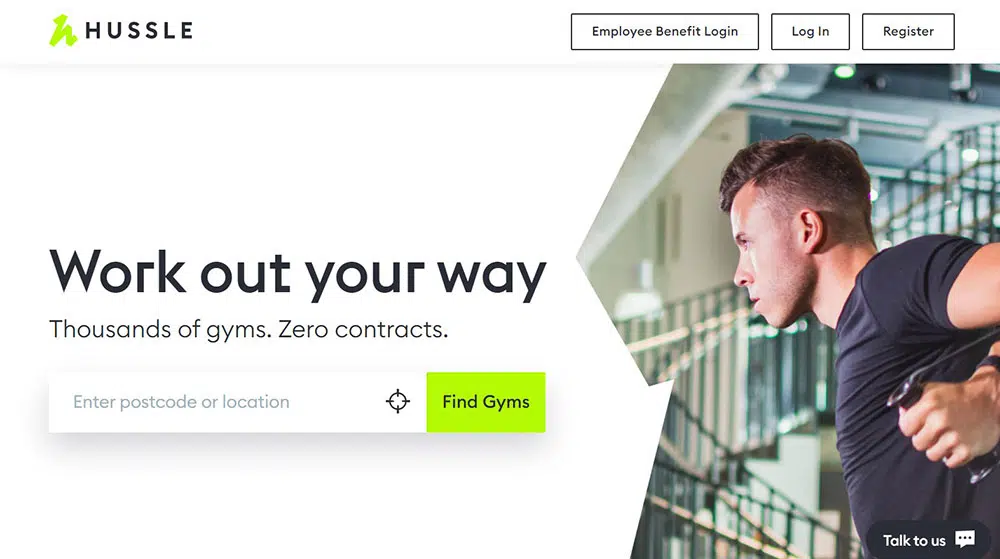 HUSSLE
Employee Benefit Login
Log In
Register
Work out your way
Thousands of gyms. Zero contracts.
Enter postcode or location
Find Gyms
Talk to us